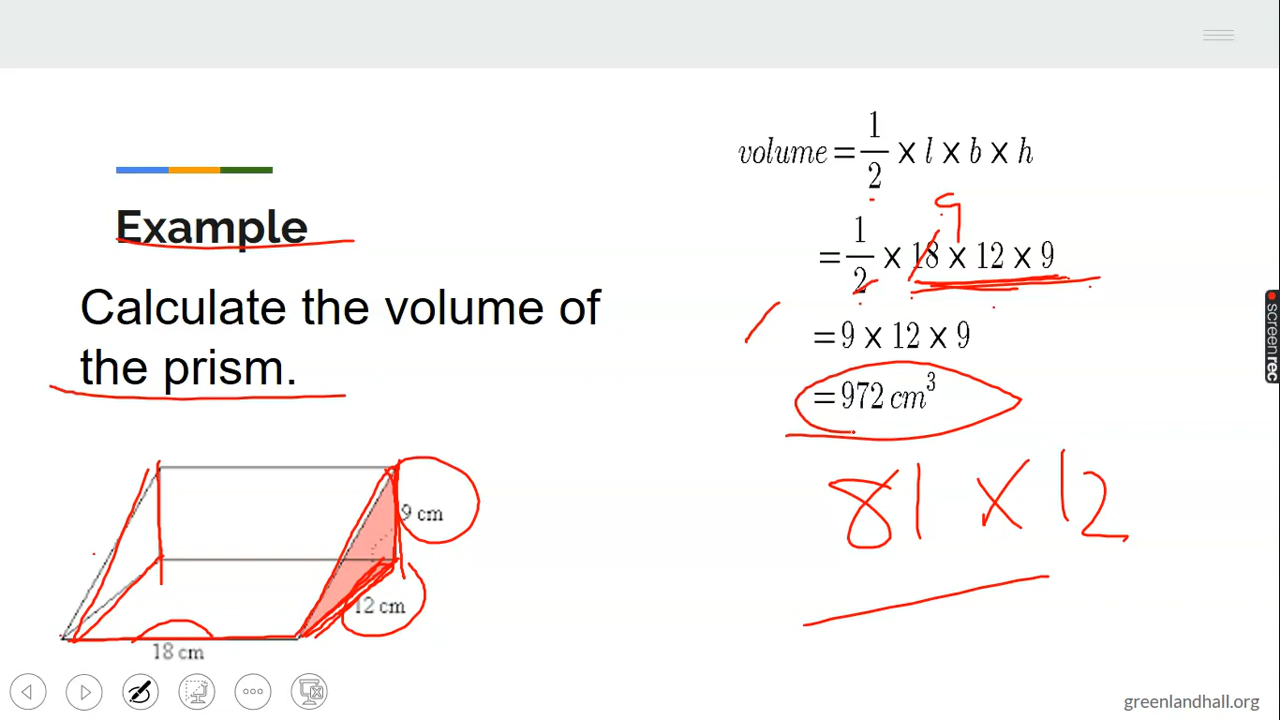 Example
Calculate the volume of
the prism.
volume = 1/2 × l × b × h
9
= 1/2 × 18 × 12 × 9
= 9 × 12 × 9
= 972 cm³
81 × 12
9 cm
12 cm
18 cm
screenrec
greenlandhall.org